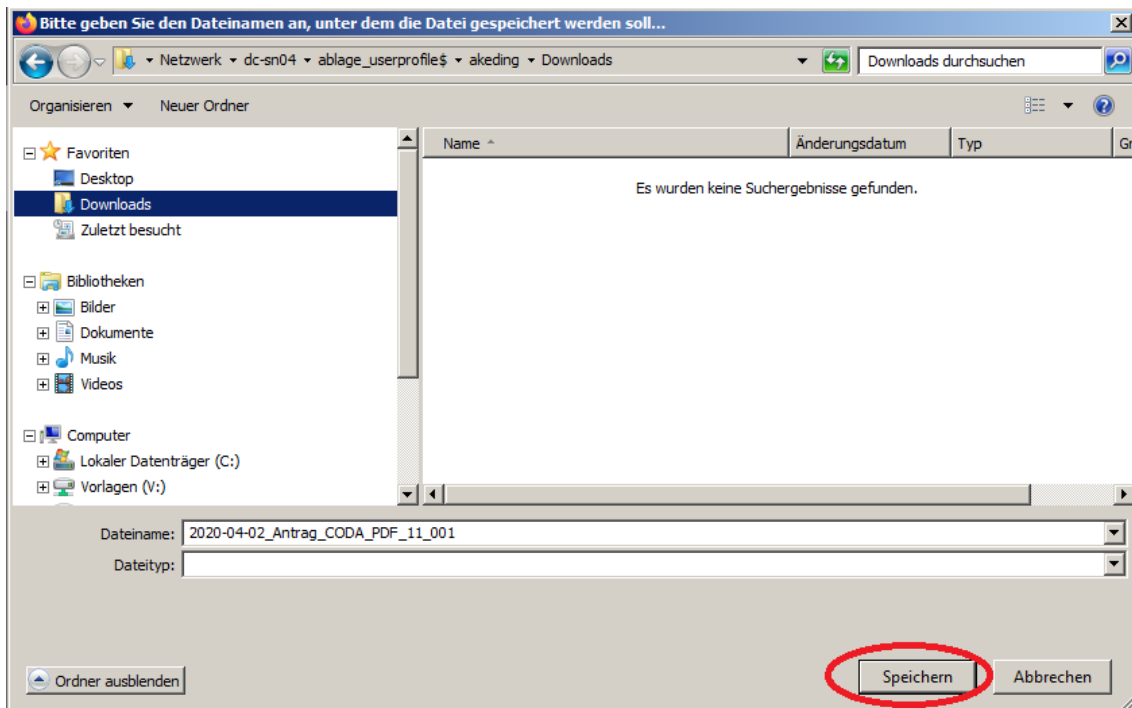 Bitte geben Sie den Dateinamen an, unter dem die Datei gespeichert werden soll...
Netzwerk dc-sn04 ablage_userprofile$ akeding Downloads
Downloads durchsuchen
Organisieren Neuer Ordner
Name Änderungsdatum Typ Gr
Es wurden keine Suchergebnisse gefunden.
Favoriten
Desktop
Downloads
Zuletzt besucht
Bibliotheken
Bilder
Dokumente
Musik
Videos
Computer
Lokaler Datenträger (C:)
Vorlagen (V:)
Dateiname: 2020-04-02_Antrag_CODA_PDF_11_001
Dateityp:
Ordner ausblenden
Speichern Abbrechen